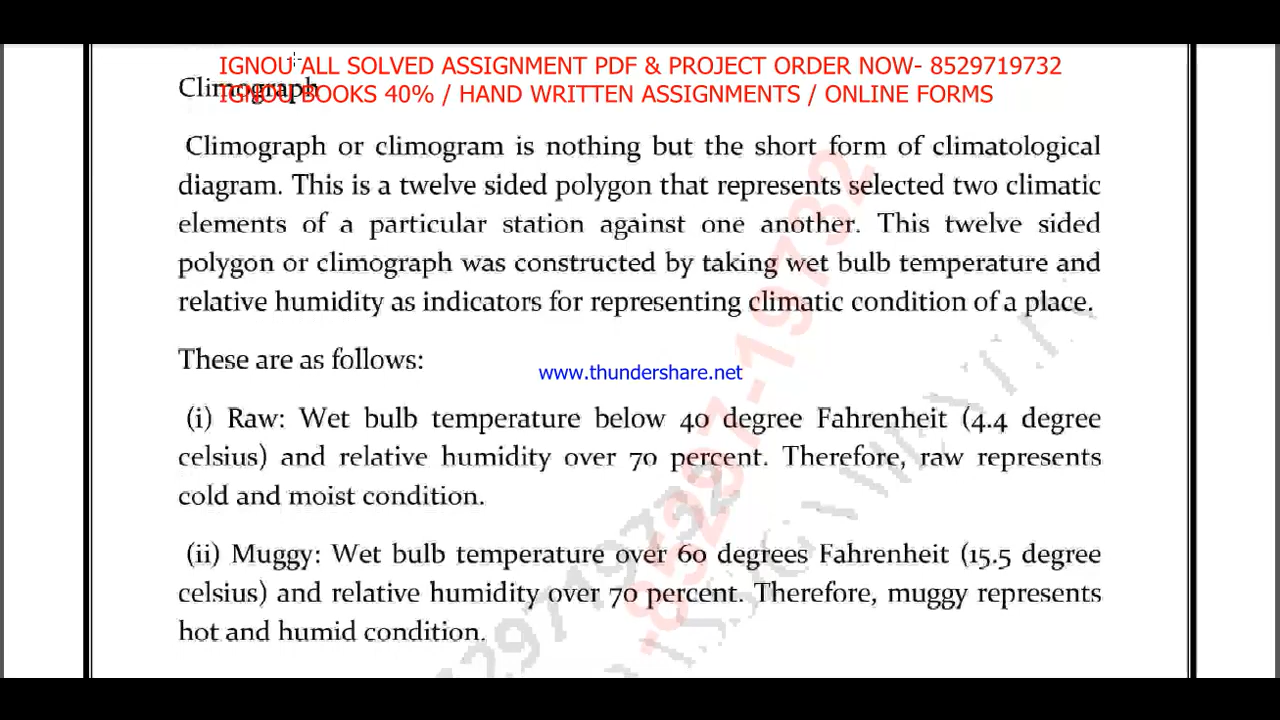 IGNOU ALL SOLVED ASSIGNMENT PDF & PROJECT ORDER NOW- 8529719732
Climograph
IGNOU BOOKS 40% / HAND WRITTEN ASSIGNMENTS / ONLINE FORMS
Climograph or climogram is nothing but the short form of climatological
diagram. This is a twelve sided polygon that represents selected two climatic
elements of a particular station against one another. This twelve sided
polygon or climograph was constructed by taking wet bulb temperature and
relative humidity as indicators for representing climatic condition of a place.
These are as follows:
www.thundershare.net
(i) Raw: Wet bulb temperature below 40 degree Fahrenheit (4.4 degree
celsius) and relative humidity over 70 percent. Therefore, raw represents
cold and moist condition.
(ii) Muggy: Wet bulb temperature over 60 degrees Fahrenheit (15.5 degree
celsius) and relative humidity over 70 percent. Therefore, muggy represents
hot and humid condition.
-85297-19732